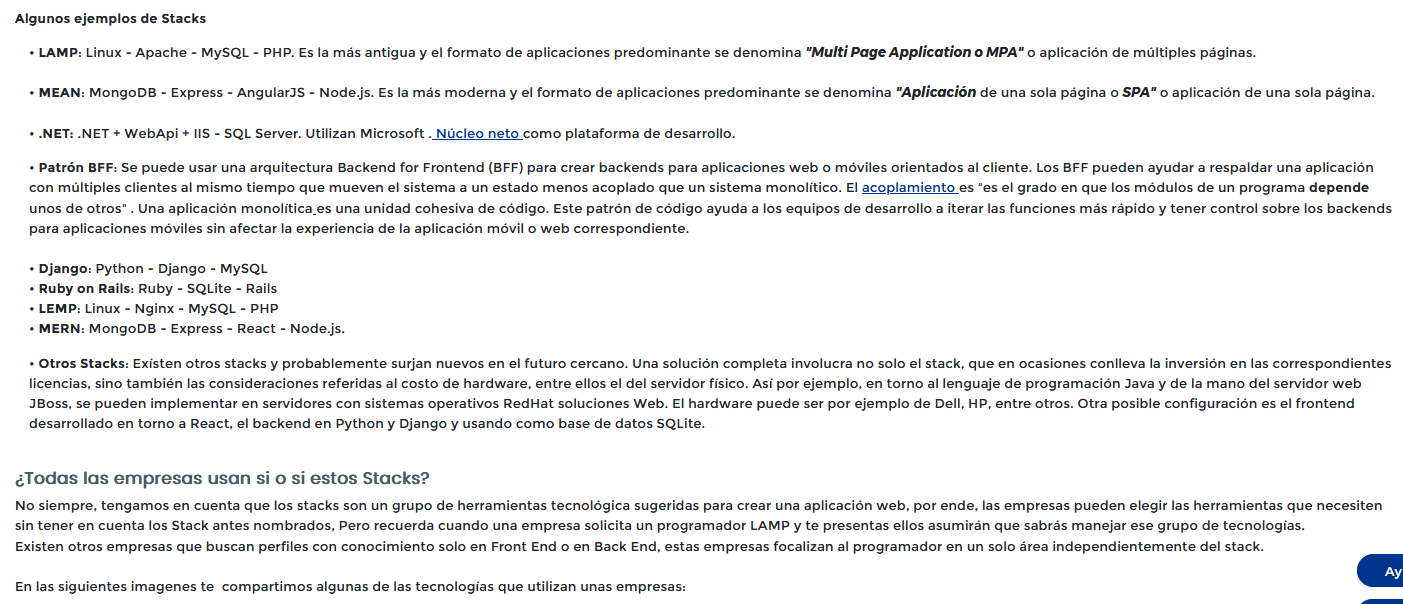 Algunos ejemplos de Stacks
• LAMP: Linux - Apache - MySQL - PHP. Es la más antigua y el formato de aplicaciones predominante se denomina "Multi Page Application o MPA" o aplicación de múltiples páginas.
• MEAN: MongoDB - Express - AngularJS - Node.js. Es la más moderna y el formato de aplicaciones predominante se denomina "Aplicación de una sola página o SPA" o aplicación de una sola página.
• .NET: .NET + WebApi + IIS - SQL Server. Utilizan Microsoft . Núcleo neto como plataforma de desarrollo.
• Patrón BFF: Se puede usar una arquitectura Backend for Frontend (BFF) para crear backends para aplicaciones web o móviles orientados al cliente. Los BFF pueden ayudar a respaldar una aplicación
con múltiples clientes al mismo tiempo que mueven el sistema a un estado menos acoplado que un sistema monolítico. El acoplamiento es "es el grado en que los módulos de un programa depende
unos de otros" . Una aplicación monolítica es una unidad cohesiva de código. Este patrón de código ayuda a los equipos de desarrollo a iterar las funciones más rápido y tener control sobre los backends
para aplicaciones móviles sin afectar la experiencia de la aplicación móvil o web correspondiente.
• Django: Python - Django - MySQL
• Ruby on Rails: Ruby - SQLite - Rails
• LEMP: Linux - Nginx - MySQL - PHP
• MERN: MongoDB - Express - React - Node.js.
• Otros Stacks: Exísten otros stacks y probablemente surjan nuevos en el futuro cercano. Una solución completa involucra no solo el stack, que en ocasiones conlleva la inversión en las correspondientes
licencias, sino también las consideraciones referidas al costo de hardware, entre ellos el del servidor físico. Así por ejemplo, en torno al lenguaje de programación Java y de la mano del servidor web
JBoss, se pueden implementar en servidores con sistemas operativos RedHat soluciones Web. El hardware puede ser por ejemplo de Dell, HP, entre otros. Otra posible configuración es el frontend
desarrollado en torno a React, el backend en Python y Django y usando como base de datos SQLite.
¿Todas las empresas usan si o si estos Stacks?
No siempre, tengamos en cuenta que los stacks son un grupo de herramientas tecnológica sugeridas para crear una aplicación web, por ende, las empresas pueden elegir las herramientas que necesiten
sin tener en cuenta los Stack antes nombrados, Pero recuerda cuando una empresa solicita un programador LAMP y te presentas ellos asumirán que sabrás manejar ese grupo de tecnologías.
Existen otros empresas que buscan perfiles con conocimiento solo en Front End o en Back End, estas empresas focalizan al programador en un solo área independientemente del stack.
Ay
En las siguientes imagenes te compartimos algunas de las tecnologías que utilizan unas empresas: